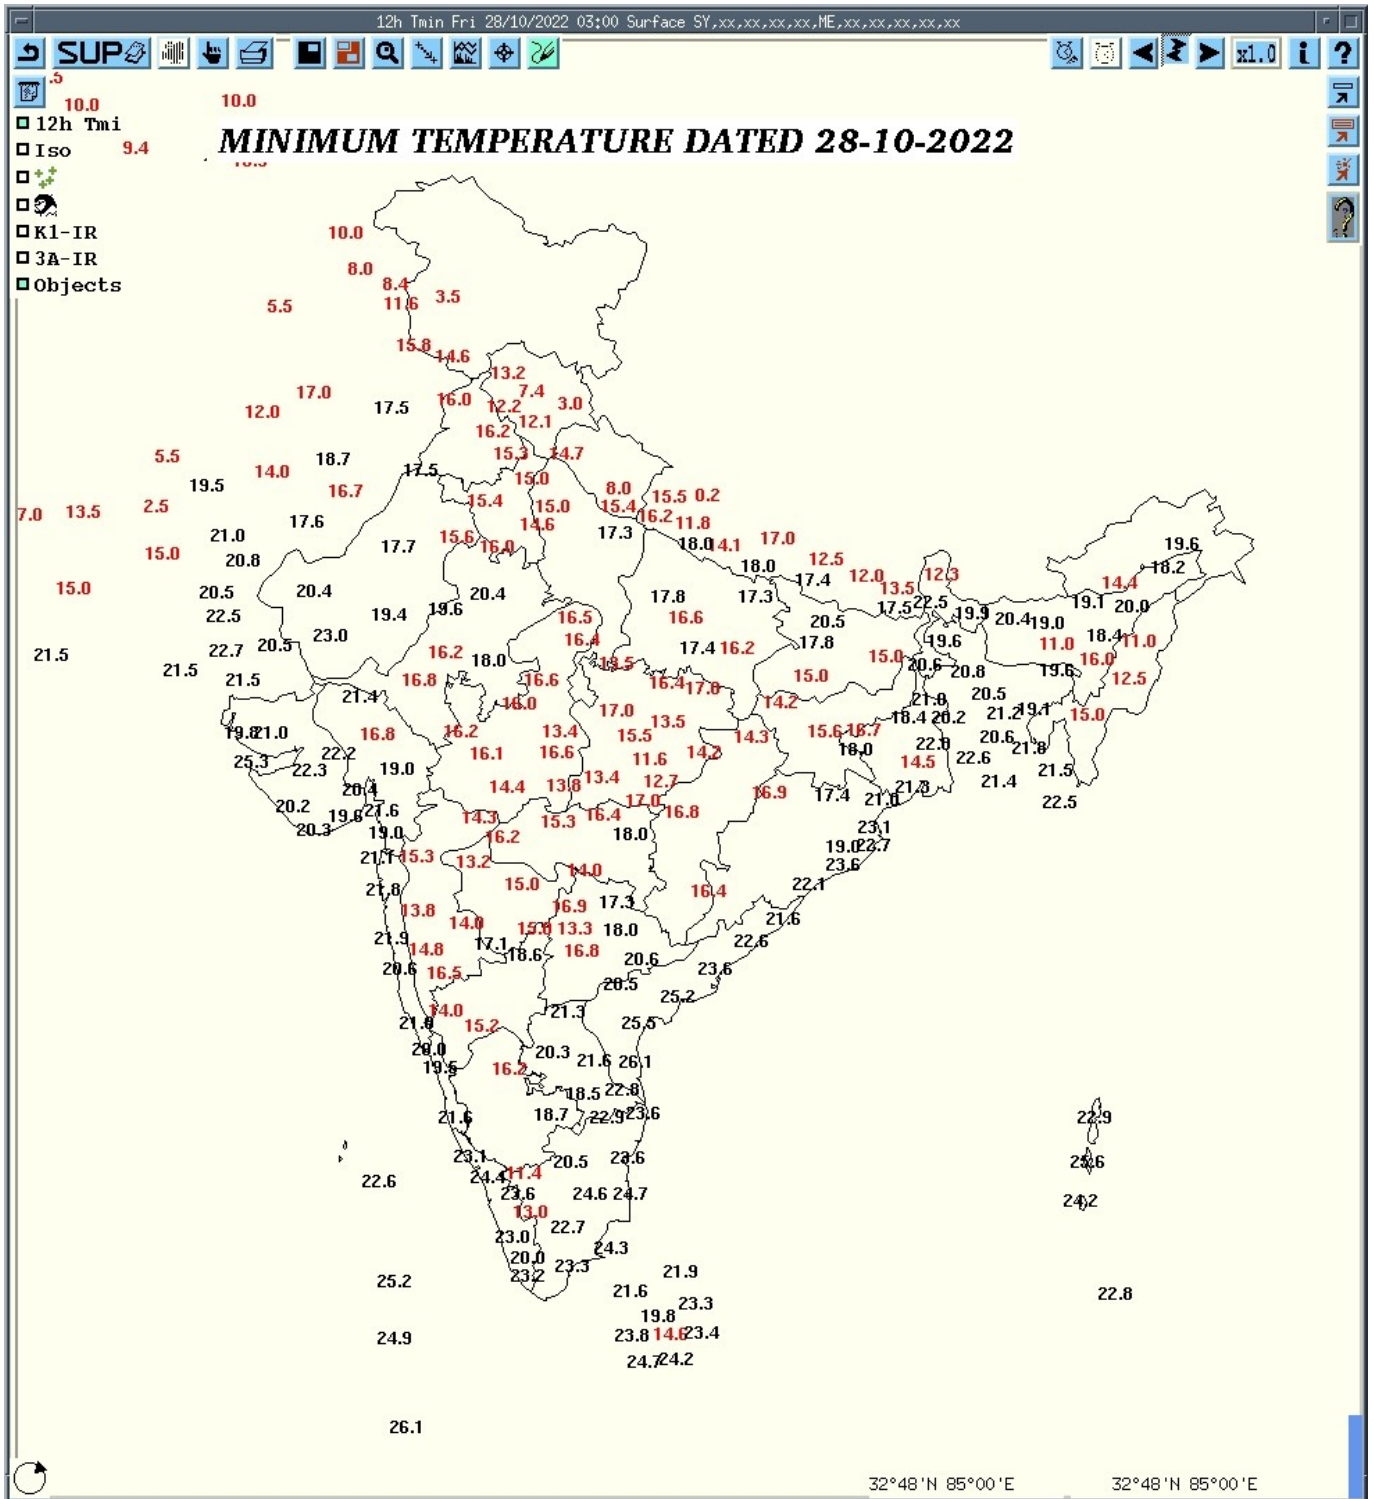 12h Tmin Fri 28/10/2022 03:00 Surface SY,xx,xx,xx,xx,ME,xx,xx,xx,xx,xx
SUP x1.0 i ?
.5
10.0 10.0
12h Tmi
MINIMUM TEMPERATURE DATED 28-10-2022
Iso 9.4
K1-IR 10.0
3A-IR
8.0
Objects 8.4
3.5
5.5 11.6
15.8
14.6
13.2
17.0 7.4
16.0
12.0 17.5 12.2 3.0
12.1
16.2
5.5 18.7 15.3 14.7
14.0 17.5
15.0
19.5 16.7 8.0
15.4 15.5 0.2
2.5 15.0 15.4
7.0 13.5 16.2
17.6 14.6 11.8
21.0 15.6 17.3 17.0
17.7 16.0 18.0 14.1 19.6
15.0 20.8 12.5
18.0 18.2
12.0 12.3
17.4 14.4
15.0 20.5 20.4 20.4 13.5
17.8 17.3 22.5 19.1
19.4 19.6 17.5 20.0
22.5 16.5 16.6 19.9 20.4
20.5 19.0
23.0 16.4 18.4
20.5 17.4 16.2 17.8 19.6 11.0 11.0
22.7 16.2
21.5 18.0 15.0 16.0
21.5 13.5 20.6 20.8 19.6
21.5 16.8 16.6 16.4 17.0 15.0 12.5
21.4 16.0 14.2 21.0 20.5
17.0 18.4 20.2 21.2 19.1 15.0
19.8 21.0 16.8 16.2 13.4 13.5
15.5 14.3 15.6 16.7 20.6
22.2 16.1 16.6 14.2 18.0 22.8 21.8
25.3 11.6 14.5 22.6
22.3 19.0 21.5
20.4 14.4 13.8 13.4 12.7 21.3 21.4
20.2 16.9 17.4 21.0 22.5
19.6 21.6 14.3 16.4 17.0 16.8
20.3 19.0 15.3 23.1
16.2 18.0
21.1 15.3 13.2 19.0 22.7
14.0 23.6
21.8 15.0 16.4 22.1
13.8 16.9 17.3
14.0 21.6
21.9 15.0 13.3 18.0
14.8 17.1 22.6
18.6 16.8
20.6 16.5 20.6 23.6
20.5
25.2
14.0 21.3
21.0 15.2 25.5
20.0 20.3
19.5 16.2 21.6 26.1
18.5 22.8
21.6 18.7 22.9 23.6 22.9
23.1 20.5 23.6 25.6
22.6 24.4 11.4
23.6 24.6 24.7 24.2
13.0
22.7
23.0 24.3
20.0 23.3
25.2 23.2 21.9
21.6 22.8
23.3
19.8
24.9 23.8 14.6 23.4
24.7 24.2
26.1
32°48'N 85°00'E 32°48'N 85°00'E